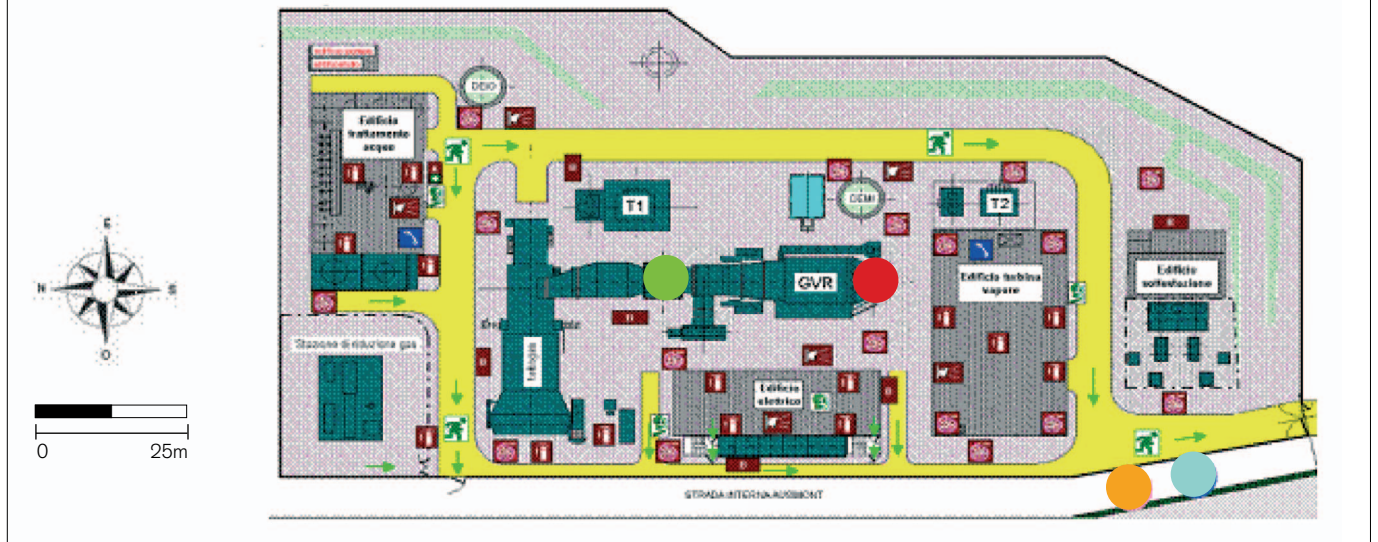 DEIO
Edificio
trattamento
acque
T1
DEMI
T2
E
N
S
O
GVR
Edificio turbina
vapore
Edificio
sottostazione
Stazione di riduzione gas
Edificio
elettrico
0
25m
STRADA INTERNA AUSIMONT